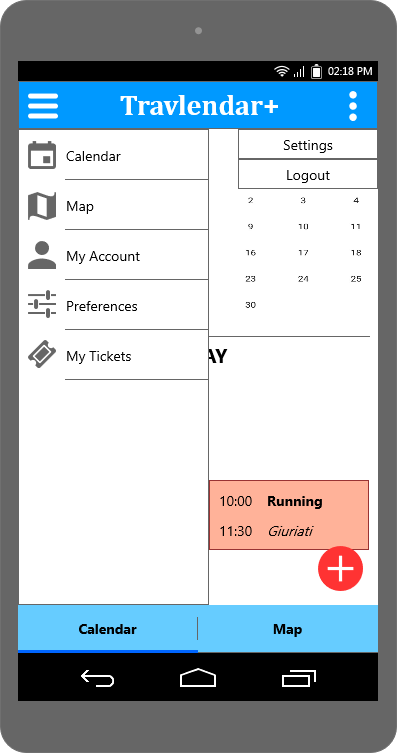 02:18 PM
Travlendar+
Calendar
Map
My Account
Preferences
My Tickets
Settings
Logout
2 3 4
9 10 11
16 17 18
23 24 25
30
AY
10:00 Running
11:30 Giuriati
Calendar Map